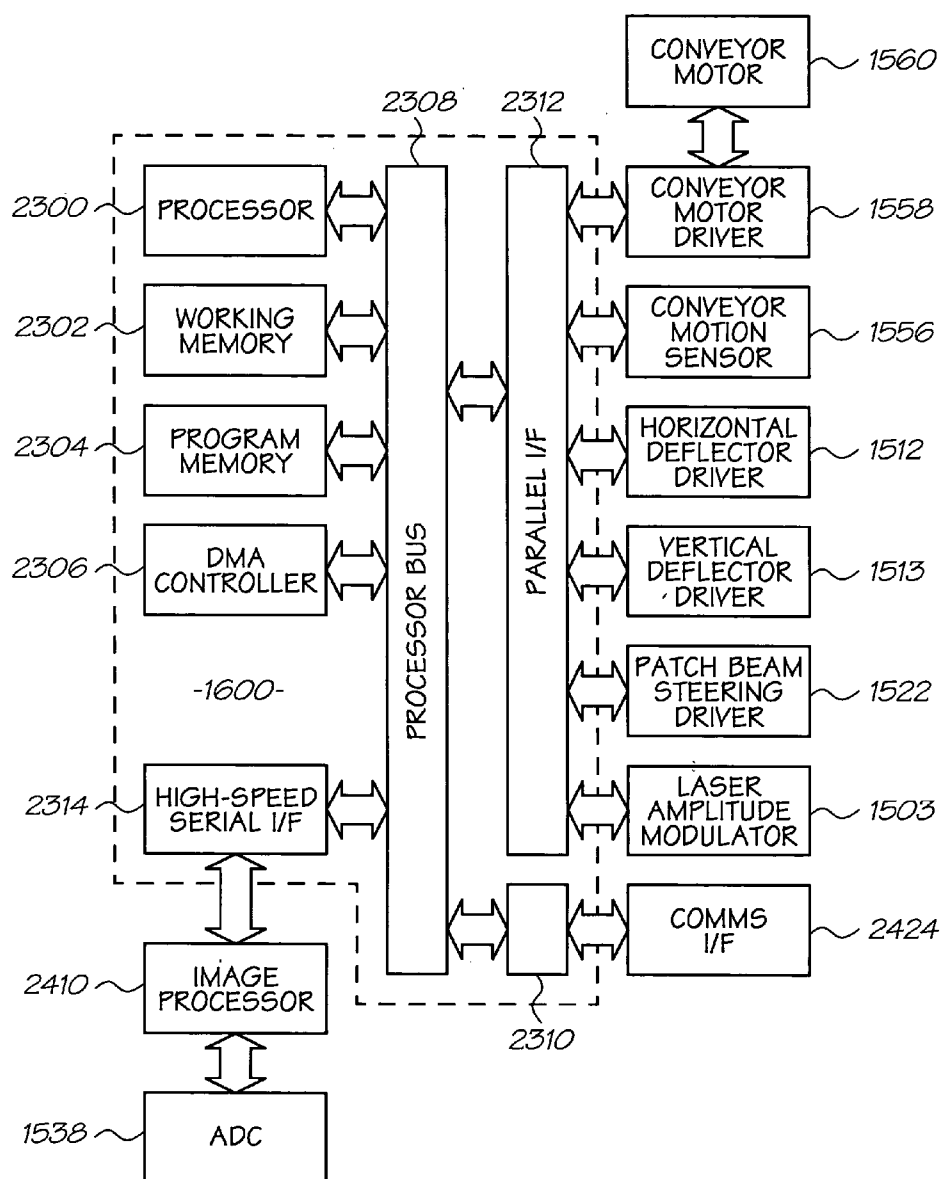 CONVEYOR
MOTOR
1560
2308
2312
2300
PROCESSOR
CONVEYOR
MOTOR
DRIVER
1558
2302
WORKING
MEMORY
CONVEYOR
MOTION
SENSOR
1556
2304
PROGRAM
MEMORY
HORIZONTAL
DEFLECTOR
DRIVER
1512
2306
DMA
CONTROLLER
PROCESSOR BUS
PARALLEL I/F
VERTICAL
DEFLECTOR
DRIVER
1513
-1600-
PATCH BEAM
STEERING
DRIVER
1522
2314
HIGH-SPEED
SERIAL I/F
LASER
AMPLITUDE
MODULATOR
1503
COMMS
I/F
2424
2410
IMAGE
PROCESSOR
2310
1538
ADC